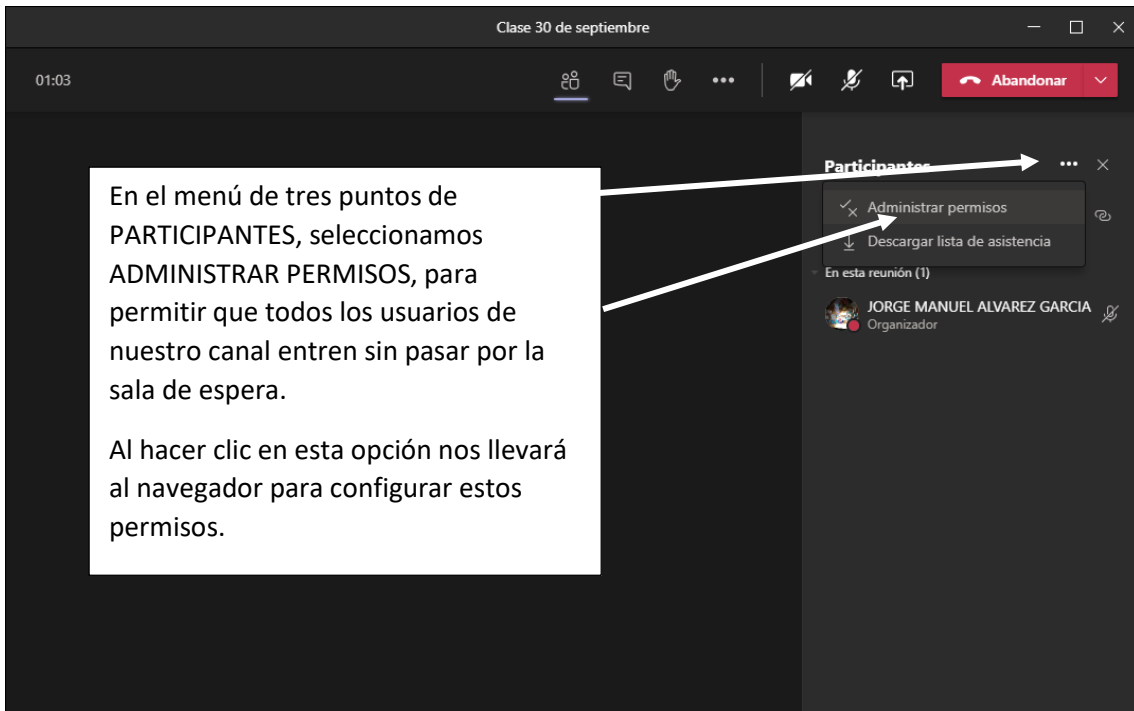 Clase 30 de septiembre
01:03
Abandonar
En el menú de tres puntos de
PARTICIPANTES, seleccionamos
ADMINISTRAR PERMISOS, para
permitir que todos los usuarios de
nuestro canal entren sin pasar por la
sala de espera.
Al hacer clic en esta opción nos llevará
al navegador para configurar estos
permisos.
Participantes
Administrar permisos
Descargar lista de asistencia
En esta reunión (1)
JORGE MANUEL ALVAREZ GARCIA
Organizador